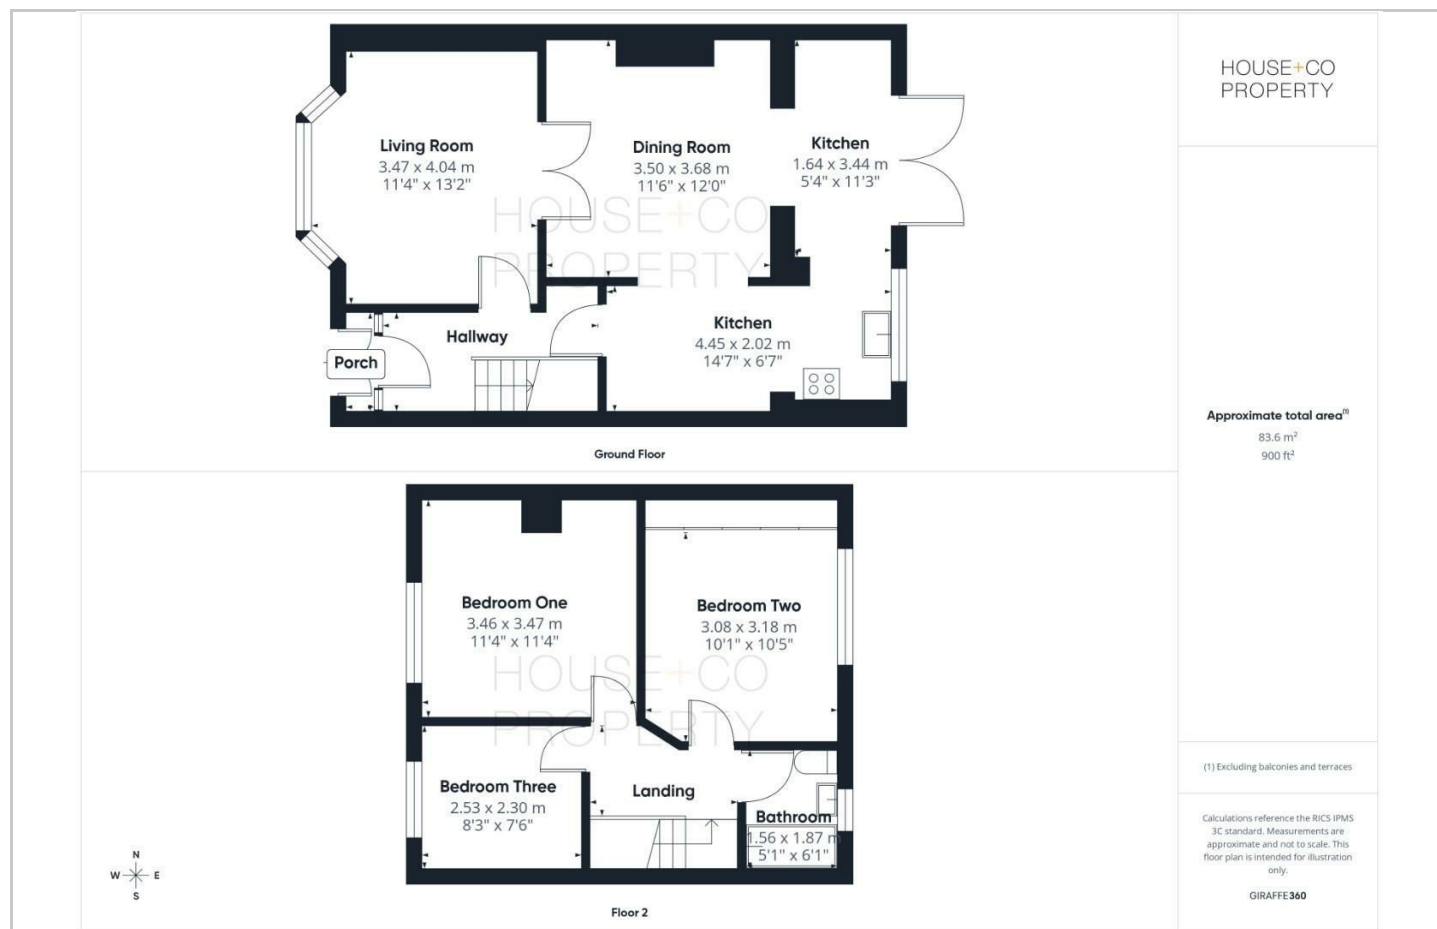 HOUSE+CO
PROPERTY
Living Room
3.47 x 4.04 m
11'4" x 13'2"
Dining Room
3.50 x 3.68 m
11'6" x 12'0"
Kitchen
1.64 x 3.44 m
5'4" x 11'3"
HOUSE+CO
PROPERTY
Hallway
Porch
Kitchen
4.45 x 2.02 m
14'7" x 6'7"
Ground Floor
Approximate total area(1)
83.6 m²
900 ft²
Bedroom One
3.46 x 3.47 m
11'4" x 11'4"
Bedroom Two
3.08 x 3.18 m
10'1" x 10'5"
HOUSE+CO
PROPERTY
Bedroom Three
2.53 x 2.30 m
8'3" x 7'6"
Landing
Bathroom
1.56 x 1.87 m
5'1" x 6'1"
N
W E
S
Floor 2
(1) Excluding balconies and terraces
Calculations reference the RICS IPMS
3C standard. Measurements are
approximate and not to scale. This
floor plan is intended for illustration
only.
GIRAFFE360